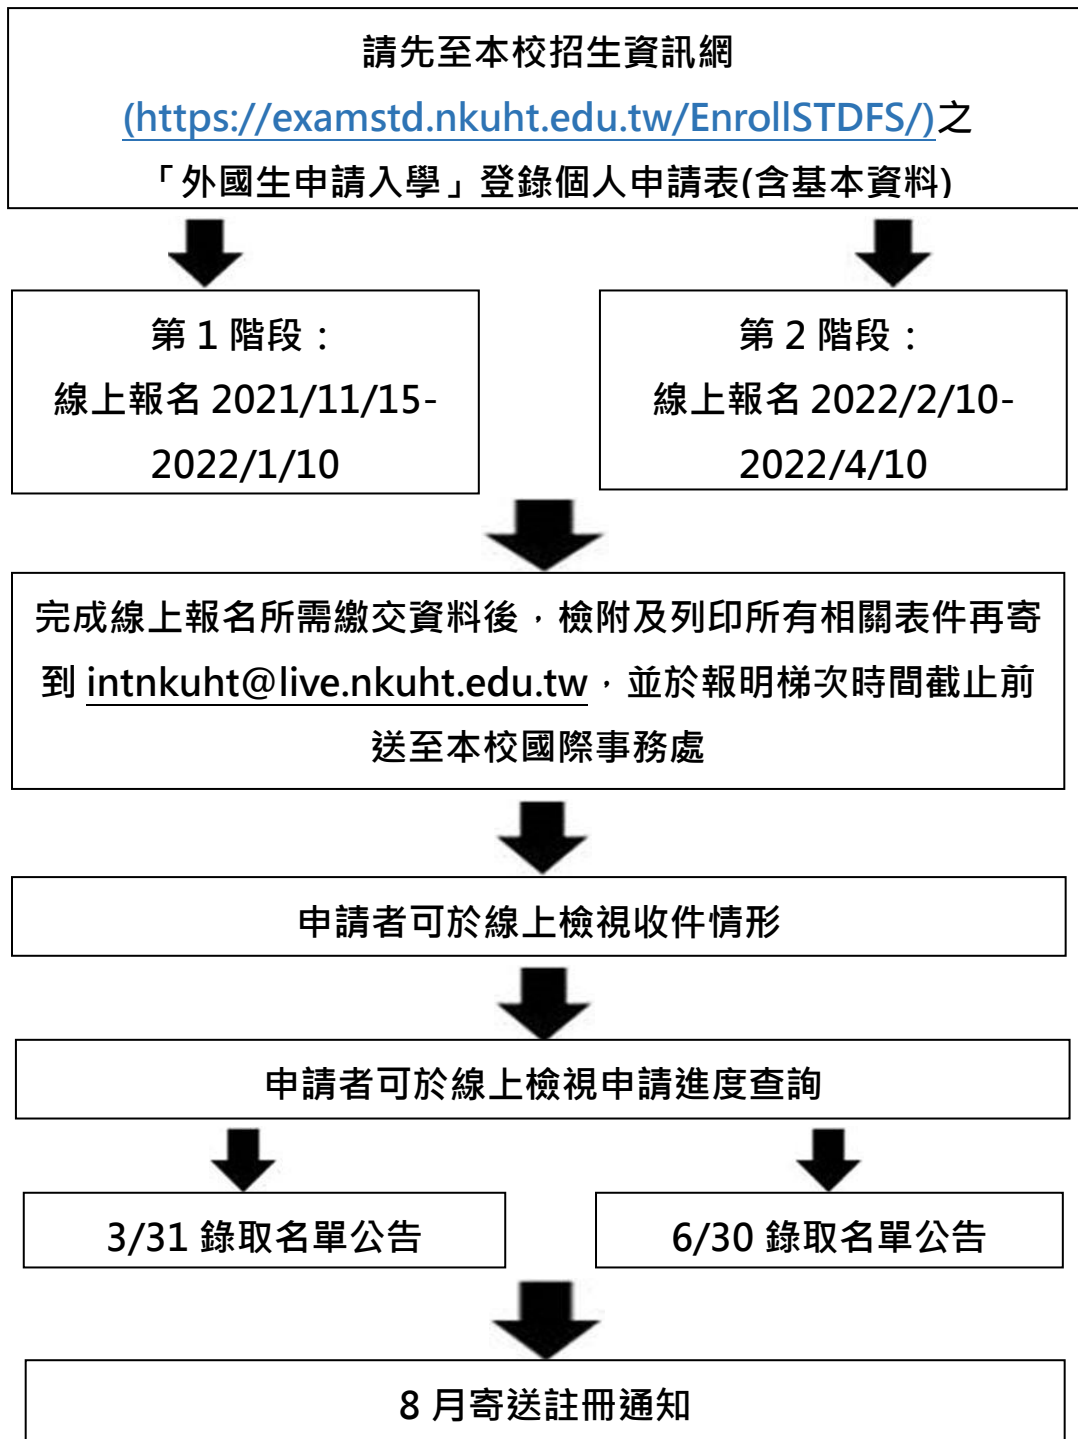 請先至本校招生資訊網
(https://examstd.nkuht.edu.tw/EnrollSTDFS/)之
「外國生申請入學」登錄個人申請表(含基本資料)
第 1 階段：
線上報名 2021/11/15-
2022/1/10
第 2 階段：
線上報名 2022/2/10-
2022/4/10
完成線上報名所需繳交資料後，檢附及列印所有相關表件再寄
到 intnkuht@live.nkuht.edu.tw，並於報明梯次時間截止前
送至本校國際事務處
申請者可於線上檢視收件情形
申請者可於線上檢視申請進度查詢
3/31 錄取名單公告
6/30 錄取名單公告
8 月寄送註冊通知